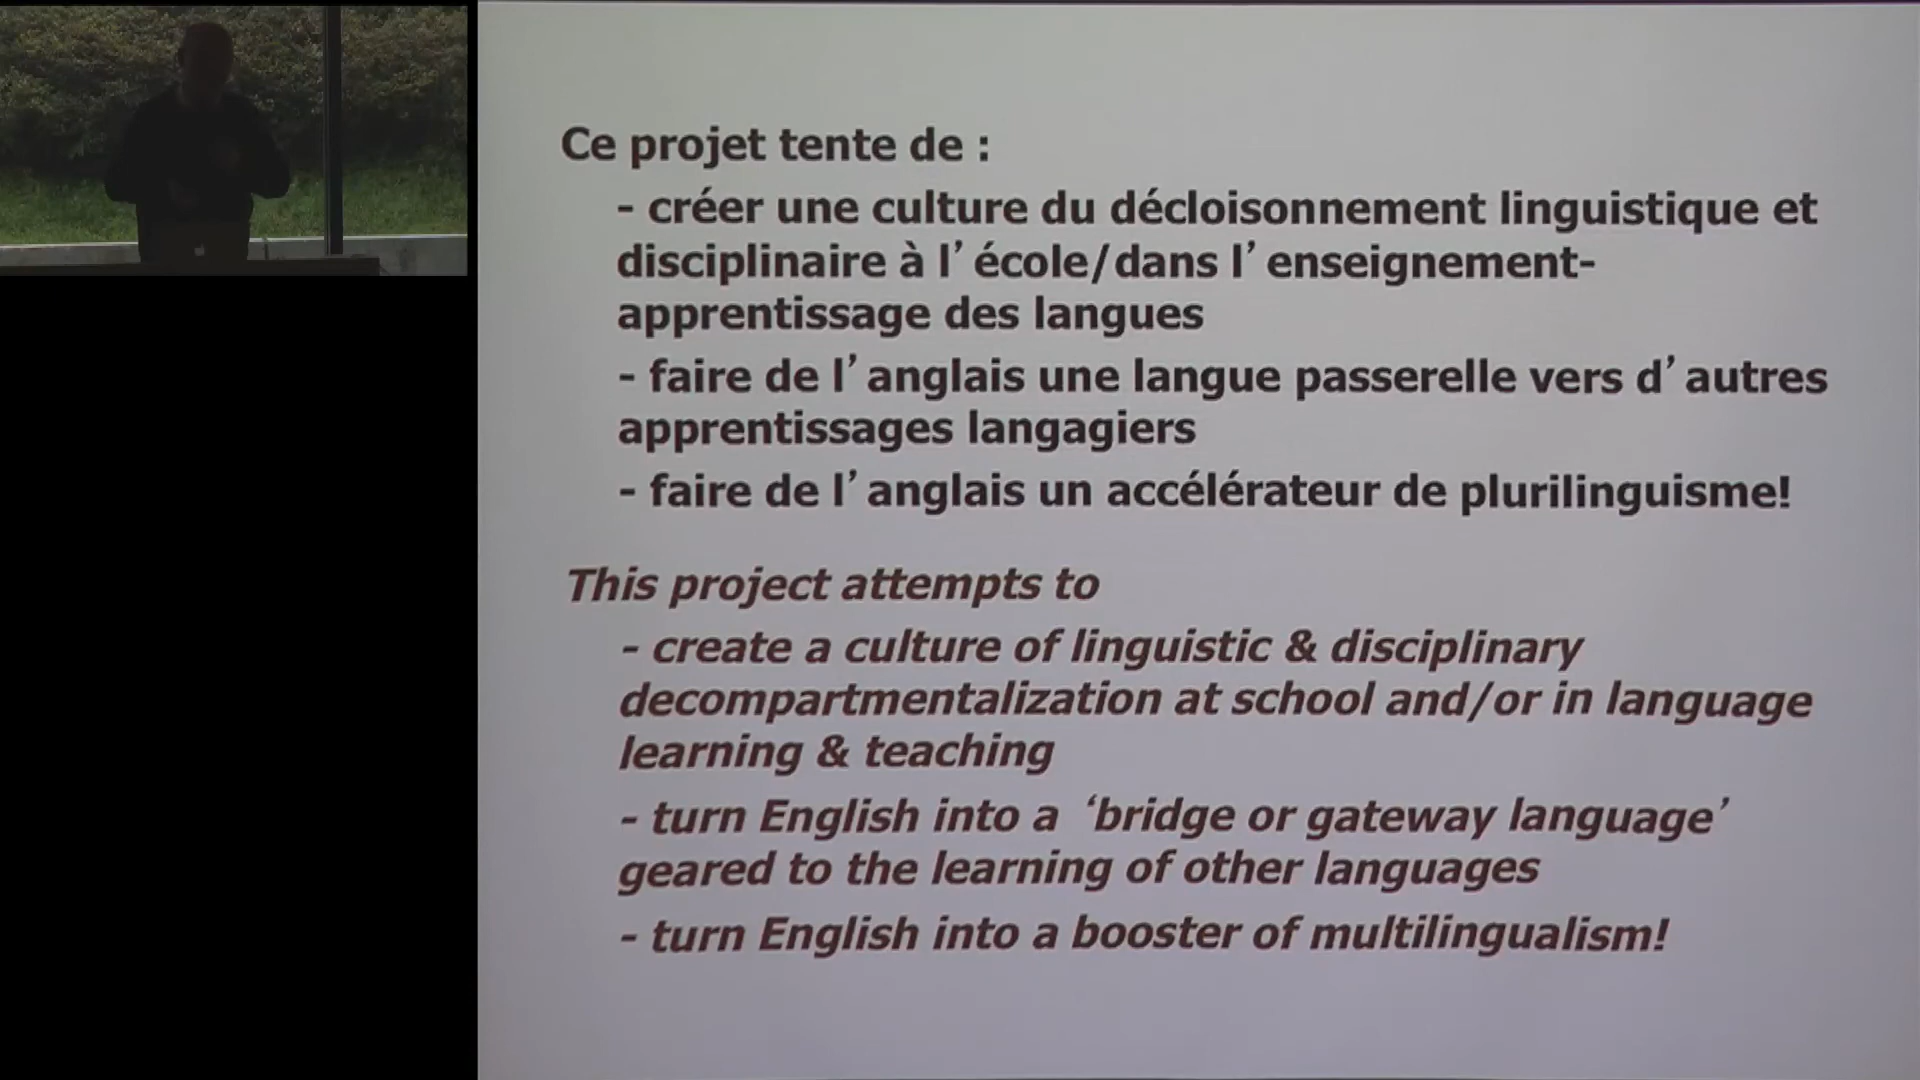 Ce projet tente de :
- créer une culture du décloisonnement linguistique et
disciplinaire à l’école/dans l’enseignement-
apprentissage des langues
- faire de l’anglais une langue passerelle vers d’autres
apprentissages langagiers
- faire de l’anglais un accélérateur de plurilinguisme!
This project attempts to
- create a culture of linguistic & disciplinary
decompartmentalization at school and/or in language
learning & teaching
- turn English into a ‘bridge or gateway language’
geared to the learning of other languages
- turn English into a booster of multilingualism!